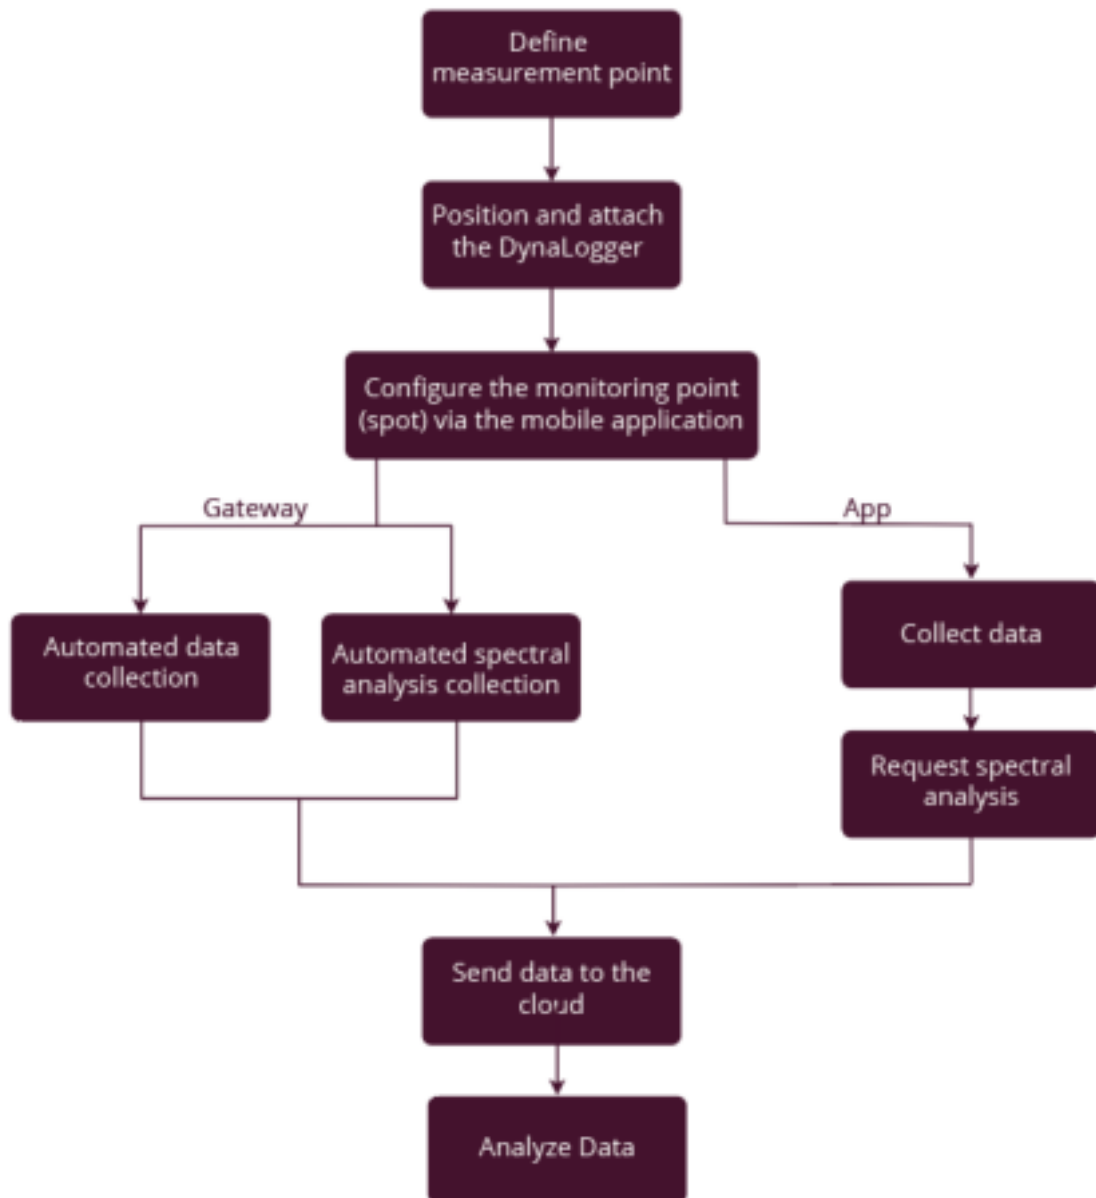 Define
measurement point
Position and attach
the DynaLogger
Configure the monitoring point
(spot) via the mobile application
Gateway
App
Automated data
collection
Automated spectral
analysis collection
Collect data
Request spectral
analysis
Send data to the
cloud
Analyze Data